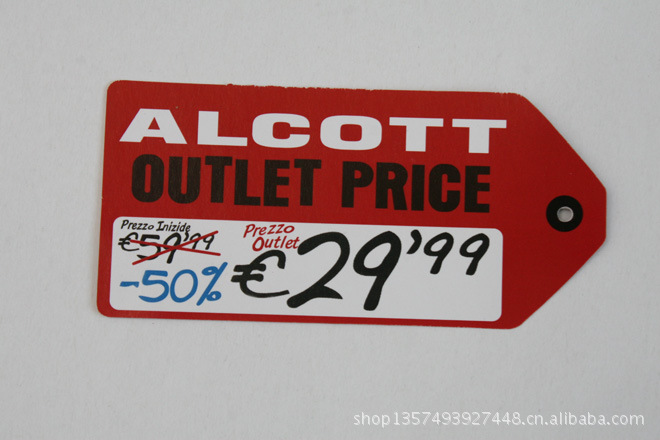 ALCOTT
OUTLET PRICE
Prezzo Inizide
€59'99
-50%
Prezzo
Outlet
€29'99
shop1357493927448.cn.alibaba.com